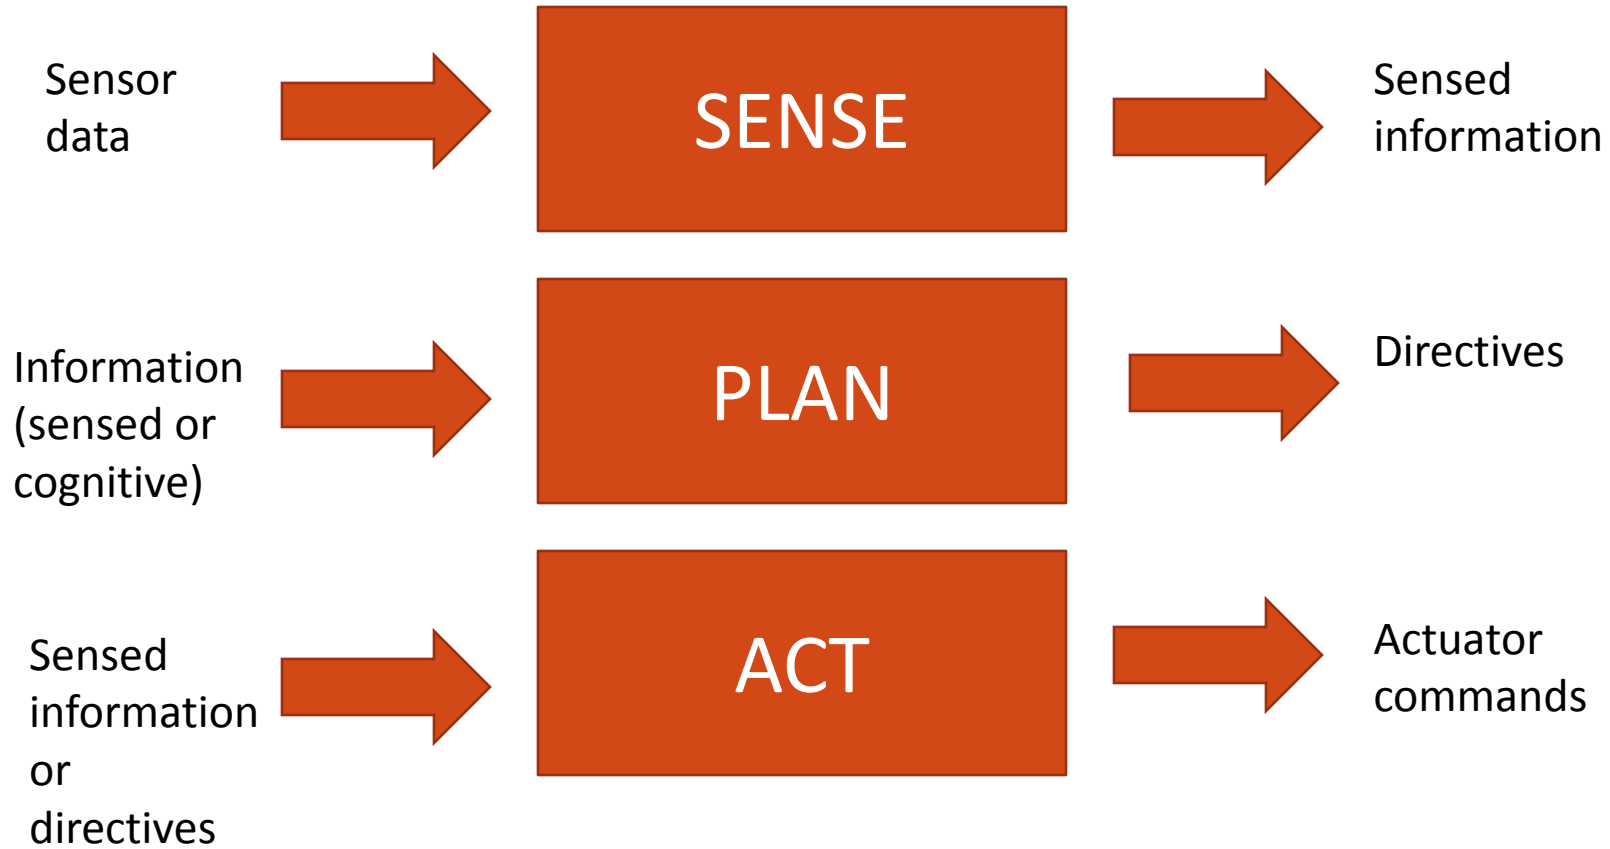 Sensor
data
SENSE
Sensed
information
Information
(sensed or
cognitive)
PLAN
Directives
Sensed
information
or
directives
ACT
Actuator
commands